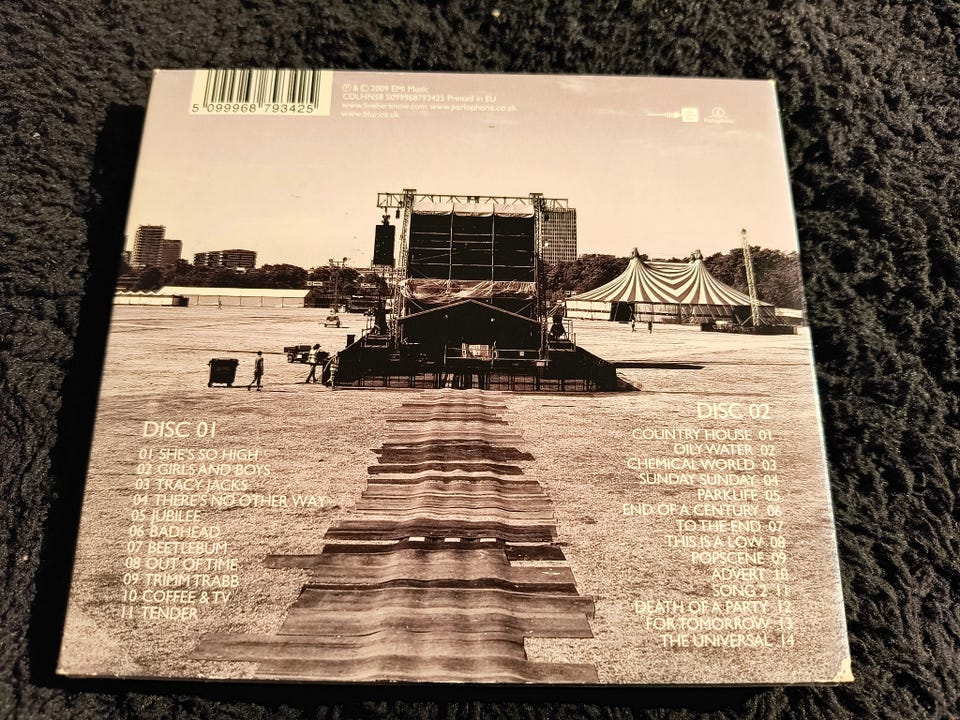 5 099968 793425
℗ & © 2009 EMI Music
CDLHN58 5099968793425 Printed in EU
www.liveherenow.com www.parlophone.co.uk
www.blur.co.uk
Parlophone
DISC 01
01 SHE'S SO HIGH
02 GIRLS AND BOYS
03 TRACY JACKS
04 THERE'S NO OTHER WAY
05 JUBILEE
06 BADHEAD
07 BEETLEBUM
08 OUT OF TIME
09 TRIMM TRABB
10 COFFEE & TV
11 TENDER
DISC 02
COUNTRY HOUSE 01
OILY WATER 02
CHEMICAL WORLD 03
SUNDAY SUNDAY 04
PARKLIFE 05
END OF A CENTURY 06
TO THE END 07
THIS IS A LOW 08
POPSCENE 09
ADVERT 10
SONG 2 11
DEATH OF A PARTY 12
FOR TOMORROW 13
THE UNIVERSAL 14